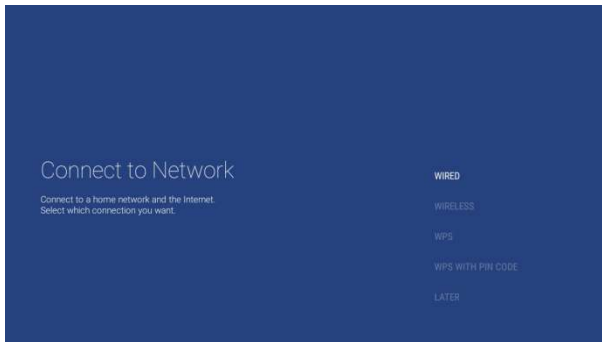 Connect to Network
Connect to a home network and the Internet.
Select which connection you want.
WIRED
WIRELESS
WPS
WPS WITH PIN CODE
LATER